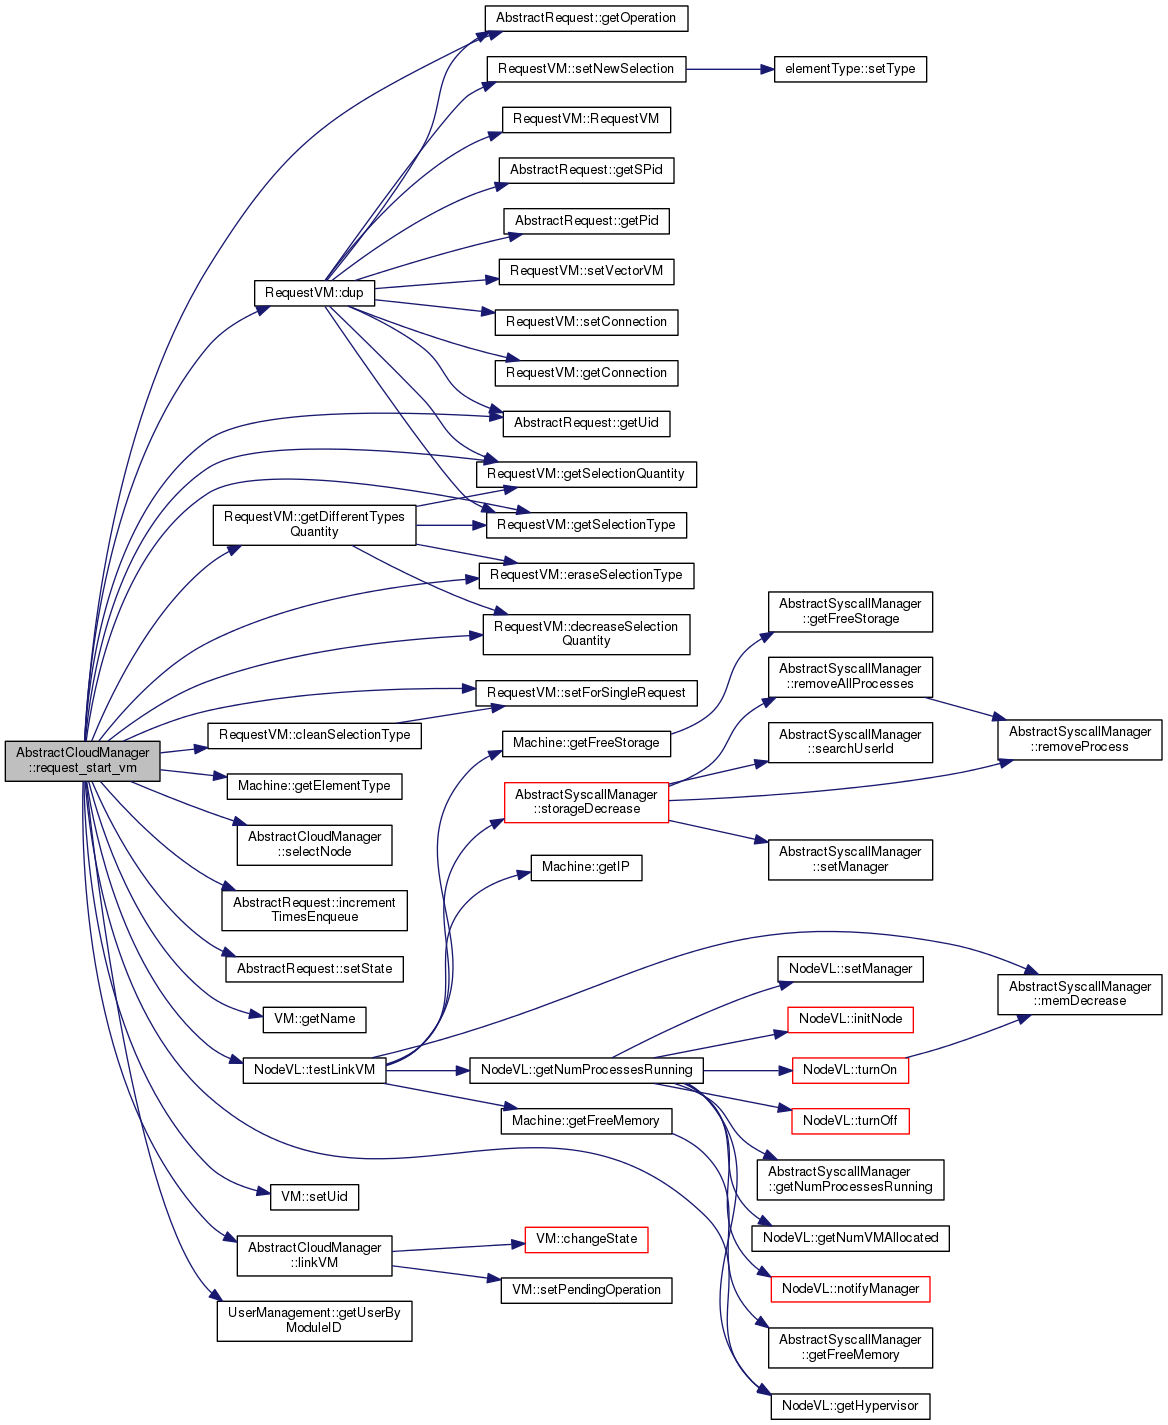 AbstractRequest::getOperation
RequestVM::setNewSelection
elementType::setType
RequestVM::RequestVM
AbstractRequest::getSPid
AbstractRequest::getPid
RequestVM::setVectorVM
RequestVM::dup
RequestVM::setConnection
RequestVM::getConnection
AbstractRequest::getUid
RequestVM::getSelectionQuantity
RequestVM::getDifferentTypes
Quantity
RequestVM::getSelectionType
RequestVM::eraseSelectionType
RequestVM::decreaseSelection
Quantity
AbstractSyscallManager
::getFreeStorage
AbstractSyscallManager
::removeAllProcesses
RequestVM::setForSingleRequest
RequestVM::cleanSelectionType
Machine::getFreeStorage
AbstractSyscallManager
::searchUserId
AbstractSyscallManager
::removeProcess
AbstractCloudManager
::request_start_vm
Machine::getElementType
AbstractSyscallManager
::storageDecrease
AbstractCloudManager
::selectNode
AbstractSyscallManager
::setManager
Machine::getIP
AbstractRequest::increment
TimesEnqueue
AbstractRequest::setState
NodeVL::setManager
AbstractSyscallManager
::memDecrease
VM::getName
NodeVL::initNode
NodeVL::testLinkVM
NodeVL::getNumProcessesRunning
NodeVL::turnOn
Machine::getFreeMemory
NodeVL::turnOff
AbstractSyscallManager
::getNumProcessesRunning
VM::setUid
NodeVL::getNumVMAllocated
AbstractCloudManager
::linkVM
VM::changeState
VM::setPendingOperation
NodeVL::notifyManager
UserManagement::getUserBy
ModuleID
AbstractSyscallManager
::getFreeMemory
NodeVL::getHypervisor